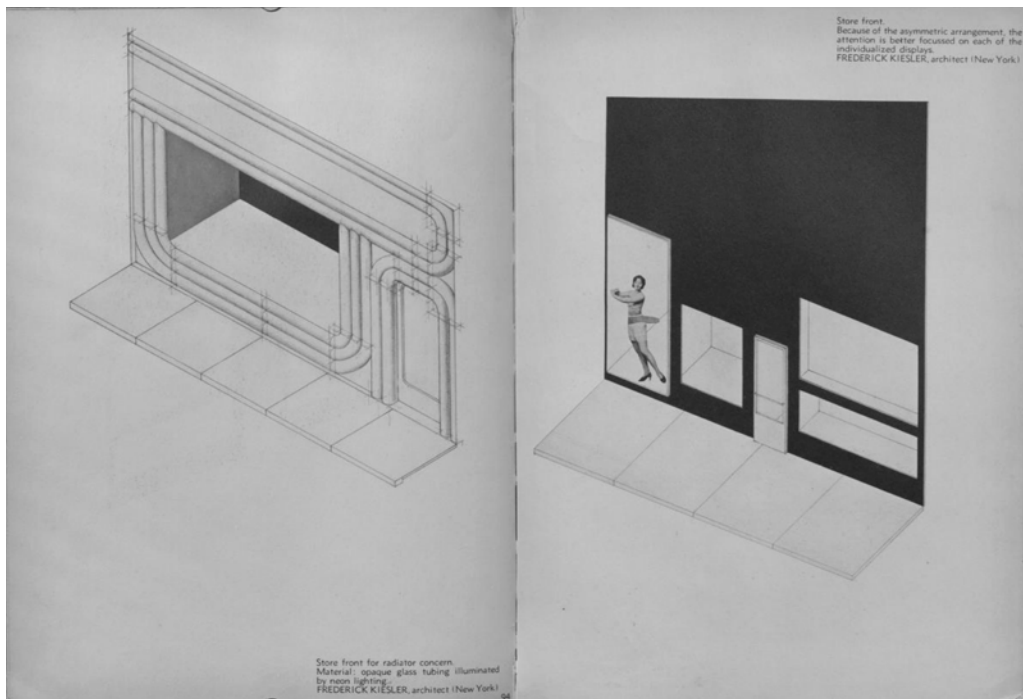 Store front for radiator concern.
Material: opaque glass tubing illuminated
by neon lighting.
FREDERICK KIESLER, architect (New York)
94
Store front.
Because of the asymmetric arrangement, the
attention is better focussed on each of the
individualized displays.
FREDERICK KIESLER, architect (New York)